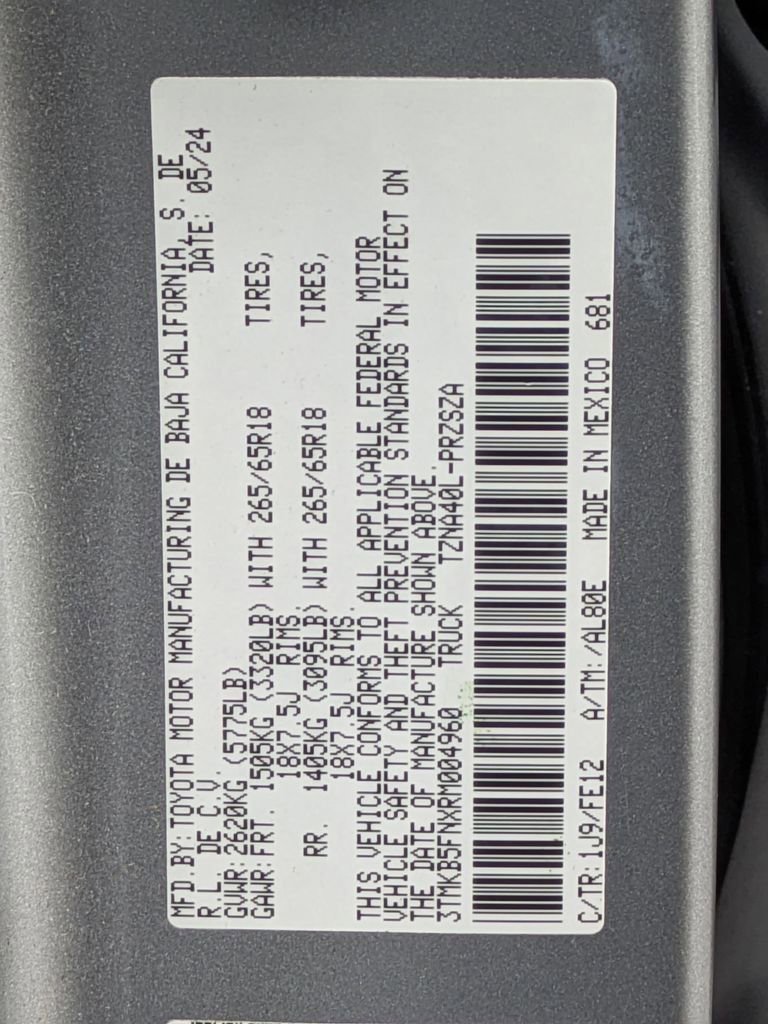 MFD.BY: TOYOTA MOTOR MANUFACTURING DE BAJA CALIFORNIA, S. DE
R.L. DE C.V. DATE: 05/24
GVWR: 2620KG (5775LB)
GAWR: FRT. 1505KG (3320LB) WITH 265/65R18 TIRES,
18X7.5J RIMS.
RR. 1405KG (3095LB) WITH 265/65R18 TIRES,
18X7.5J RIMS.
THIS VEHICLE CONFORMS TO ALL APPLICABLE FEDERAL MOTOR
VEHICLE SAFETY AND THEFT PREVENTION STANDARDS IN EFFECT ON
THE DATE OF MANUFACTURE SHOWN ABOVE.
3TMKB5FNXRM004960 TRUCK TZNA40L-PRZSZA
C/TR: 1J9/FE12 A/TM: /AL80E MADE IN MEXICO 681